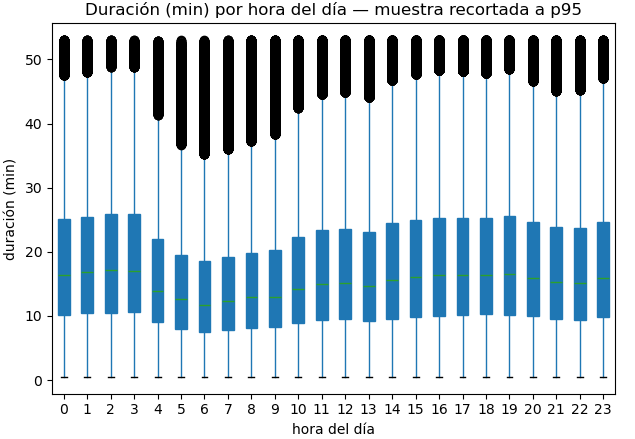 Duración (min) por hora del día — muestra recortada a p95
duración (min)
50
40
30
20
10
0
0 1 2 3 4 5 6 7 8 9 10 11 12 13 14 15 16 17 18 19 20 21 22 23
hora del día